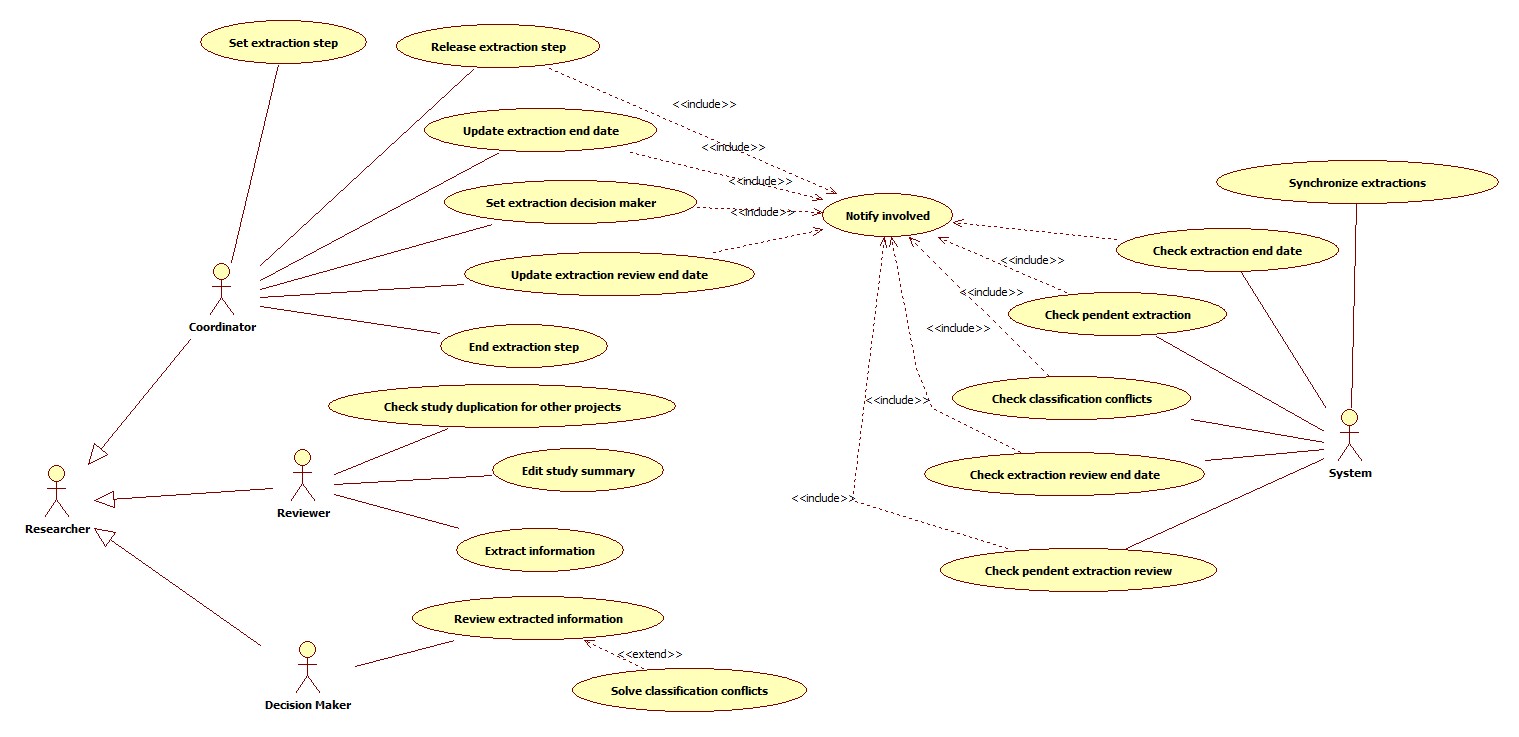 Set extraction step
Release extraction step
<<include>>
Update extraction end date
<<include>>
<<include>>
Synchronize extractions
Set extraction decision maker
<<include>>
Notify involved
Check extraction end date
<<include>>
Update extraction review end date
<<include>>
Check pendent extraction
Coordinator
<<include>>
End extraction step
Check classification conflicts
<<include>>
Check study duplication for other projects
Edit study summary
Check extraction review end date
System
<<include>>
Reviewer
Researcher
Extract information
Check pendent extraction review
Review extracted information
<<extend>>
Solve classification conflicts
Decision Maker